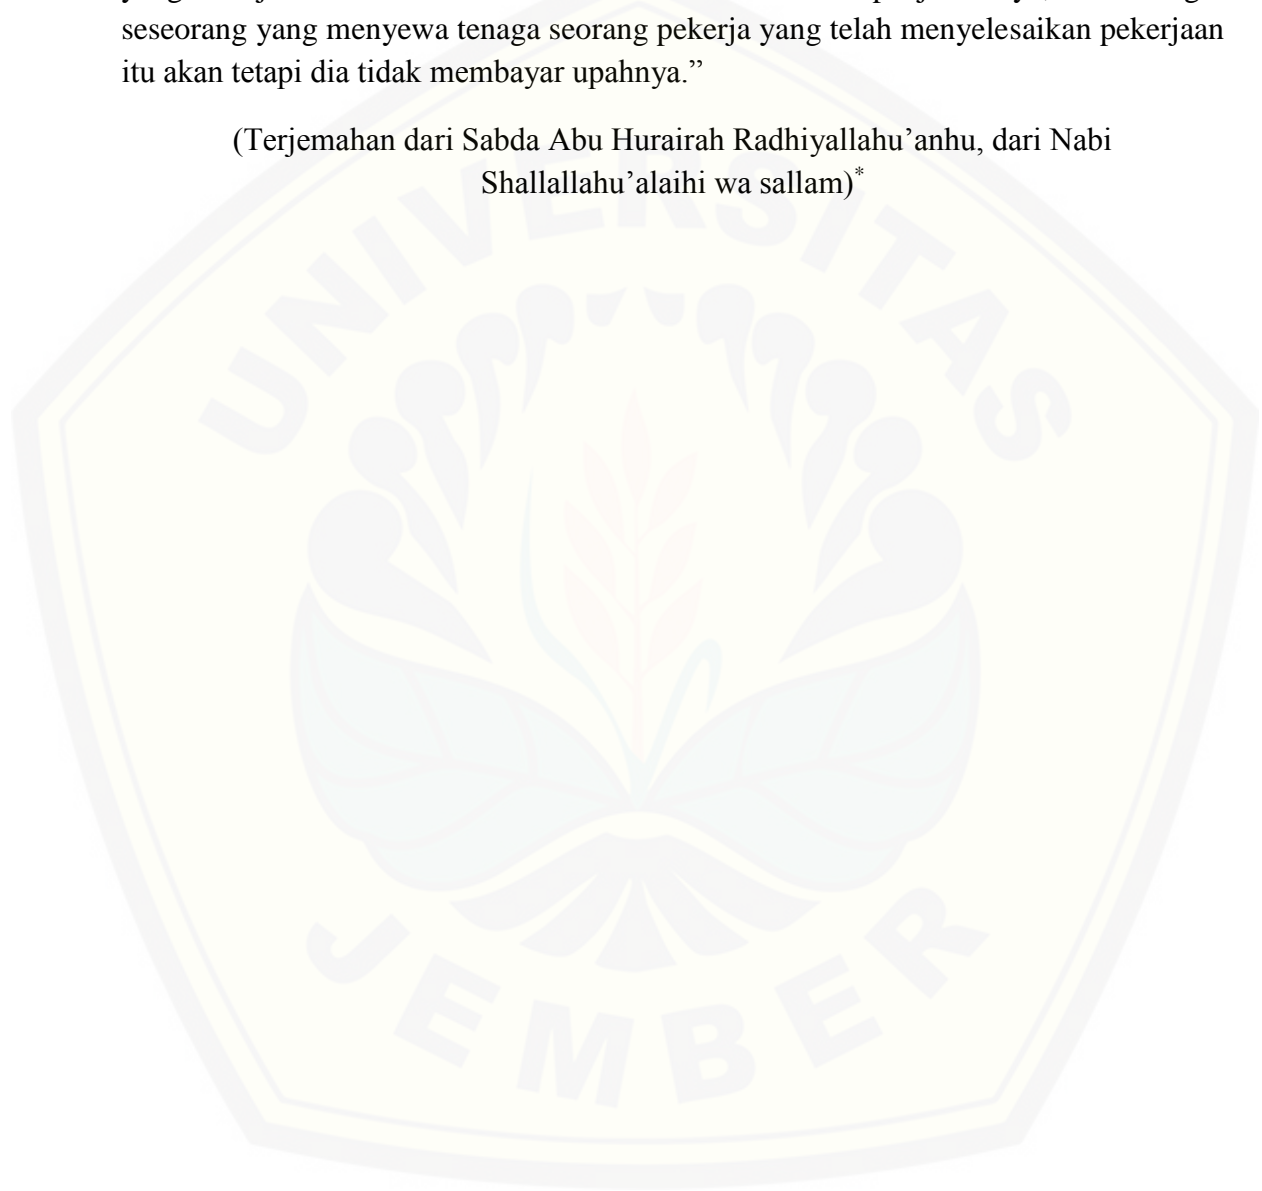 seseorang yang menyewa tenaga seorang pekerja yang telah menyelesaikan pekerjaan
itu akan tetapi dia tidak membayar upahnya.”
(Terjemahan dari Sabda Abu Hurairah Radhiyallahu’anhu, dari Nabi
Shallallahu’alaihi wa sallam)*
UNIVERSITAS
JEMBER